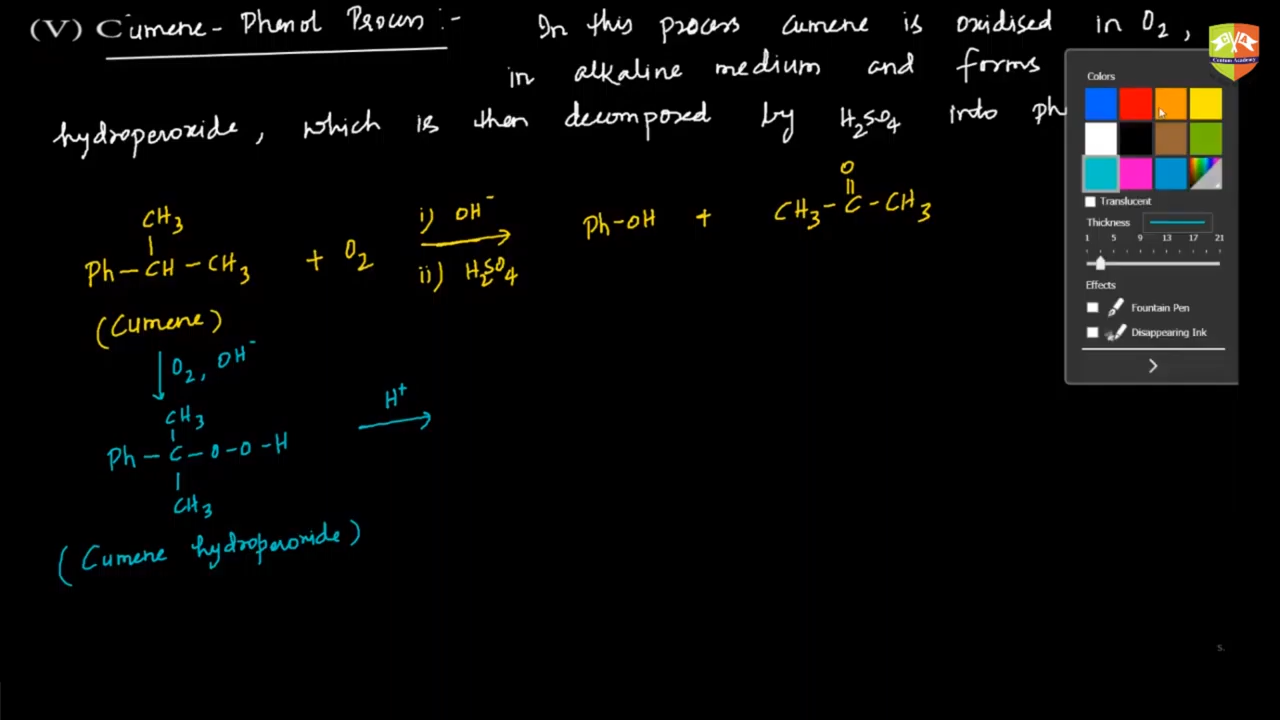 (V) Cumene - Phenol Process :- In this process cumene is oxidised in O2,
in alkaline medium and forms
hydroperoxide, which is then decomposed by H2SO4 into
CH3
|
Ph - CH - CH3 + O2
i) OH-
ii) H2SO4
Ph - OH +
O
||
CH3 - C - CH3
(Cumene)
O2, OH-
CH3
|
Ph - C - O - O - H
|
CH3
H+
(Cumene hydroperoxide)
Colors
Translucent
Thickness
1 5 9 13 17 21
Effects
Fountain Pen
Disappearing Ink